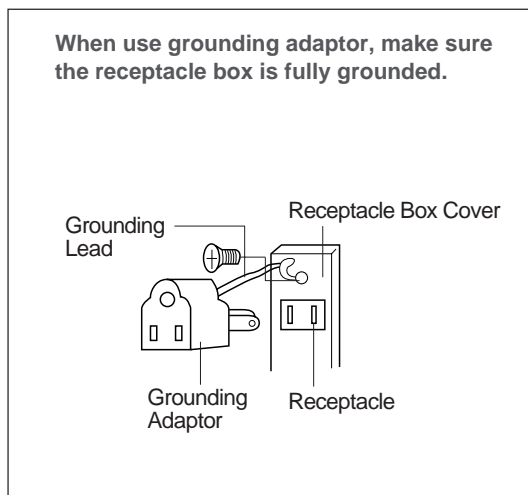 When use grounding adaptor, make sure
the receptacle box is fully grounded.
Grounding
Lead
Receptacle Box Cover
Grounding
Adaptor
Receptacle